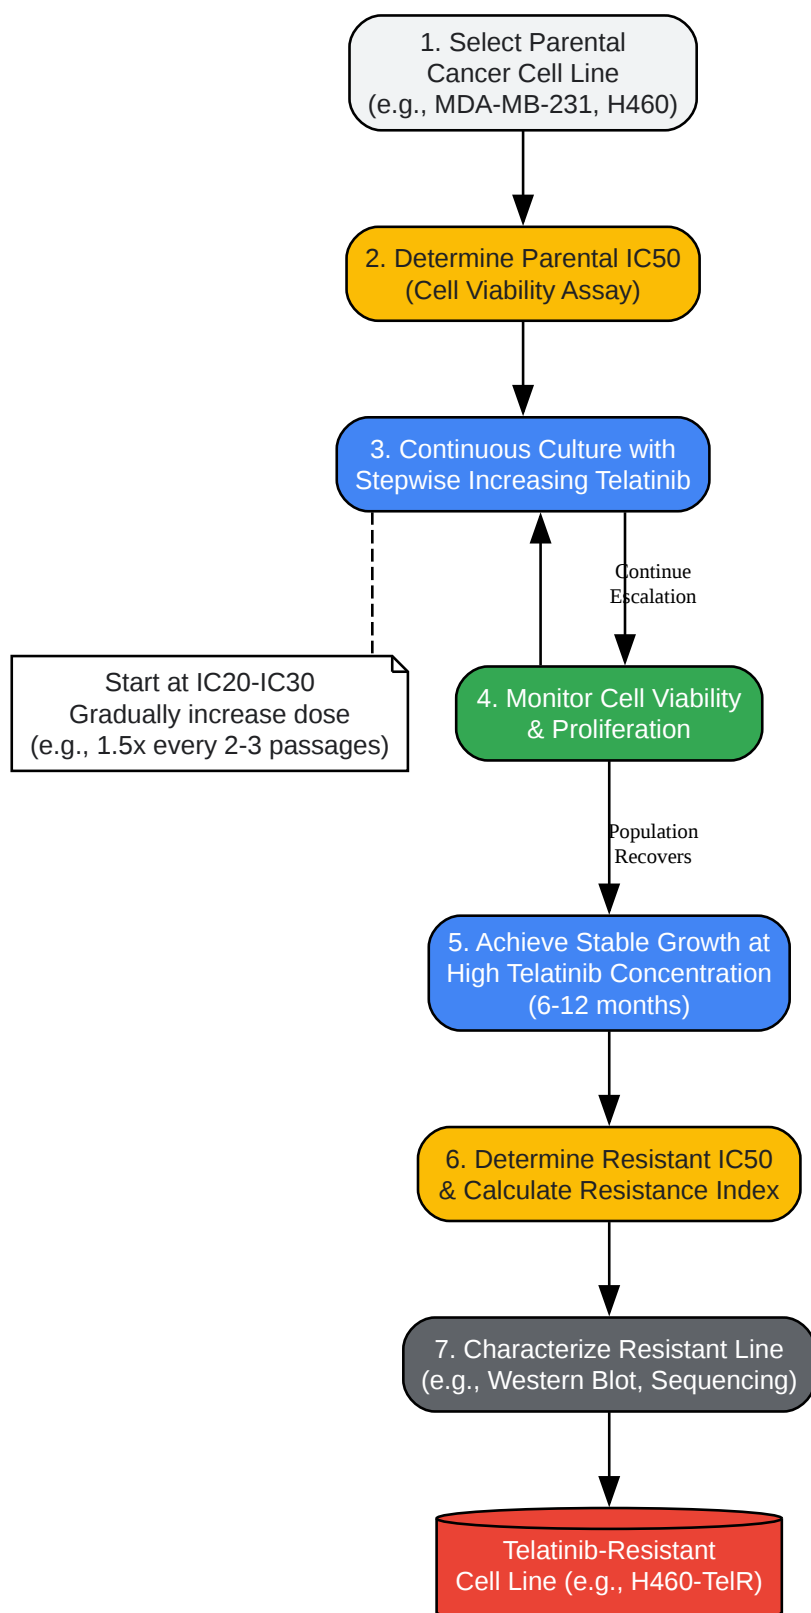 1. Select Parental
Cancer Cell Line
(e.g., MDA-MB-231, H460)
2. Determine Parental IC50
(Cell Viability Assay)
3. Continuous Culture with
Stepwise Increasing Telatinib
Continue
Escalation
Start at IC20-IC30
Gradually increase dose
(e.g., 1.5x every 2-3 passages)
4. Monitor Cell Viability
& Proliferation
Population
Recovers
5. Achieve Stable Growth at
High Telatinib Concentration
(6-12 months)
6. Determine Resistant IC50
& Calculate Resistance Index
7. Characterize Resistant Line
(e.g., Western Blot, Sequencing)
Telatinib-Resistant
Cell Line (e.g., H460-TelR)